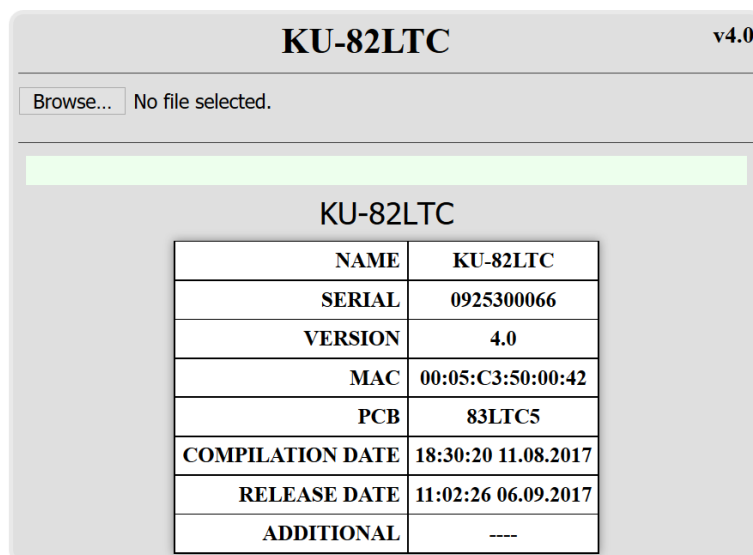 KU-82LTC v4.0
Browse... No file selected.
KU-82LTC
NAME KU-82LTC
SERIAL 0925300066
VERSION 4.0
MAC 00:05:C3:50:00:42
PCB 83LTC5
COMPILATION DATE 18:30:20 11.08.2017
RELEASE DATE 11:02:26 06.09.2017
ADDITIONAL ----